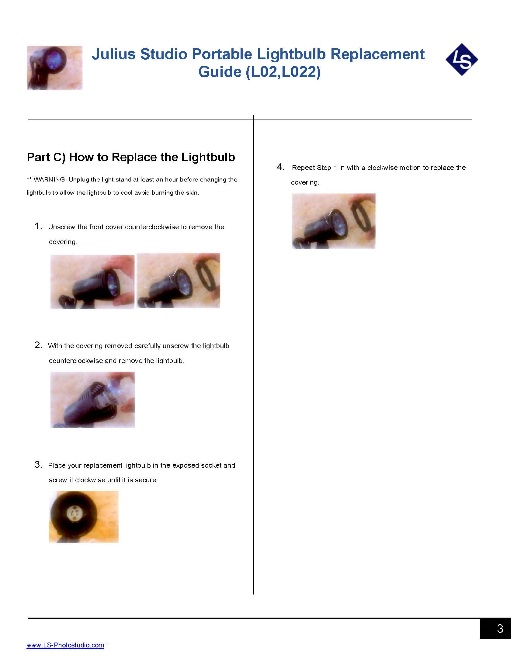 Julius Studio Portable Lightbulb Replacement
Guide (L02,L022)
LS
Part C) How to Replace the Lightbulb
** WARNING: Unplug the light stand at least an hour before changing the
lightbulb to allow the lightbulb to cool avoid burning the skin.
1. Unscrew the front cover counterclockwise to remove the
covering.
2. With the covering removed carefully unscrew the lightbulb
counterclockwise and remove the lightbulb.
3. Place your replacement lightbulb in the exposed socket and
screw it clockwise until it is secure
4. Repeat Step 1 in with a clockwise motion to replace the
covering.
3
www.LS-Photostudio.com